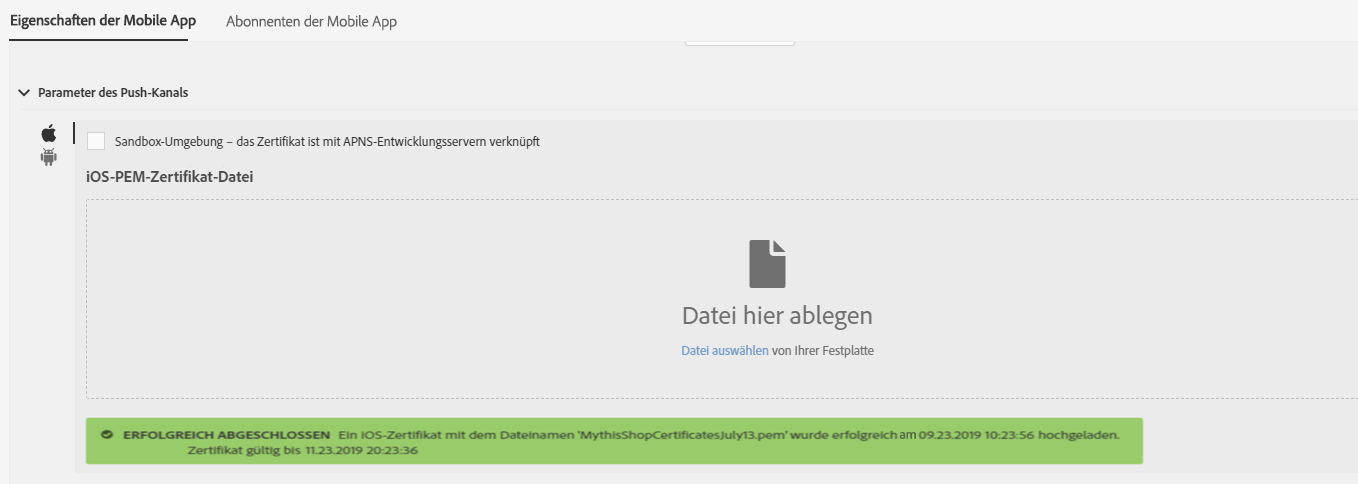 Eigenschaften der Mobile App Abonnenten der Mobile App
Parameter des Push-Kanals
Sandbox-Umgebung – das Zertifikat ist mit APNS-Entwicklungsservern verknüpft
iOS-PEM-Zertifikat-Datei
Datei hier ablegen
Datei auswählen von Ihrer Festplatte
ERFOLGREICH ABGESCHLOSSEN Ein iOS-Zertifikat mit dem Dateinamen 'MythisShopCertificatesJuly13.pem' wurde erfolgreich am 09.23.2019 10:23:56 hochgeladen.
Zertifikat gültig bis 11.23.2019 20:23:36